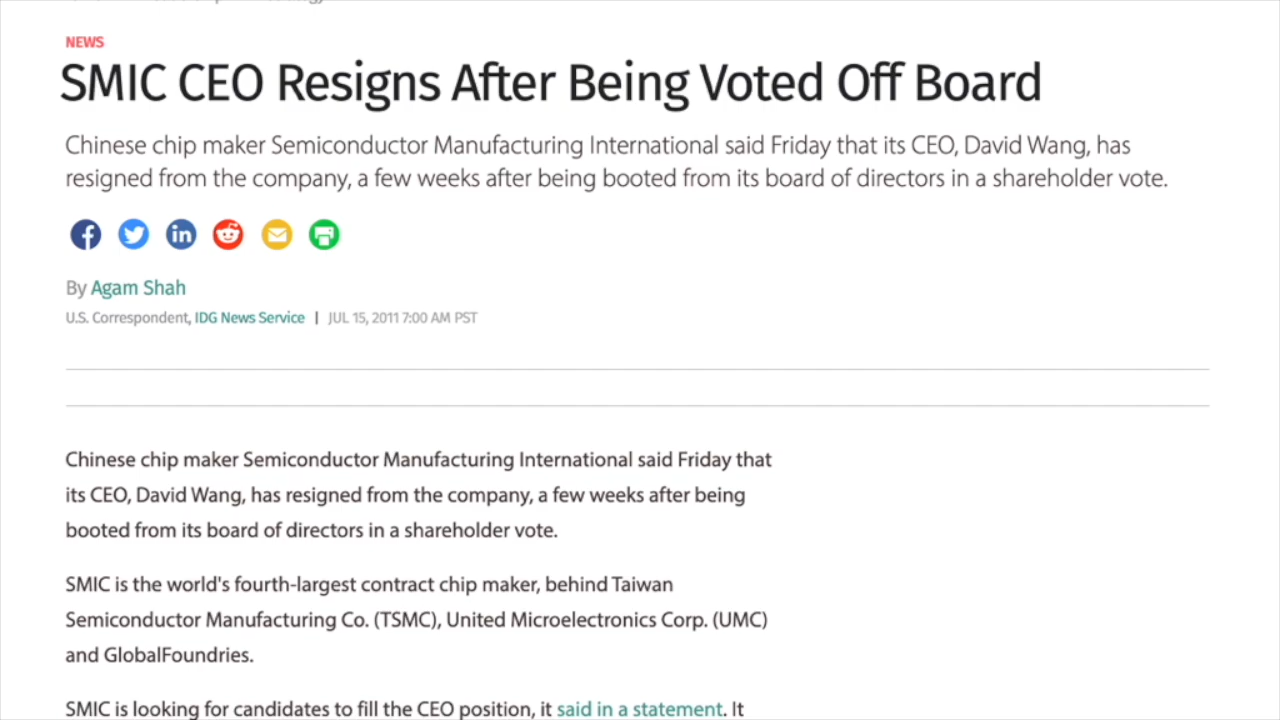 NEWS
SMIC CEO Resigns After Being Voted Off Board
Chinese chip maker Semiconductor Manufacturing International said Friday that its CEO, David Wang, has
resigned from the company, a few weeks after being booted from its board of directors in a shareholder vote.
By Agam Shah
U.S. Correspondent, IDG News Service | JUL 15, 2011 7:00 AM PST
Chinese chip maker Semiconductor Manufacturing International said Friday that
its CEO, David Wang, has resigned from the company, a few weeks after being
booted from its board of directors in a shareholder vote.
SMIC is the world's fourth-largest contract chip maker, behind Taiwan
Semiconductor Manufacturing Co. (TSMC), United Microelectronics Corp. (UMC)
and GlobalFoundries.
SMIC is looking for candidates to fill the CEO position, it said in a statement. It